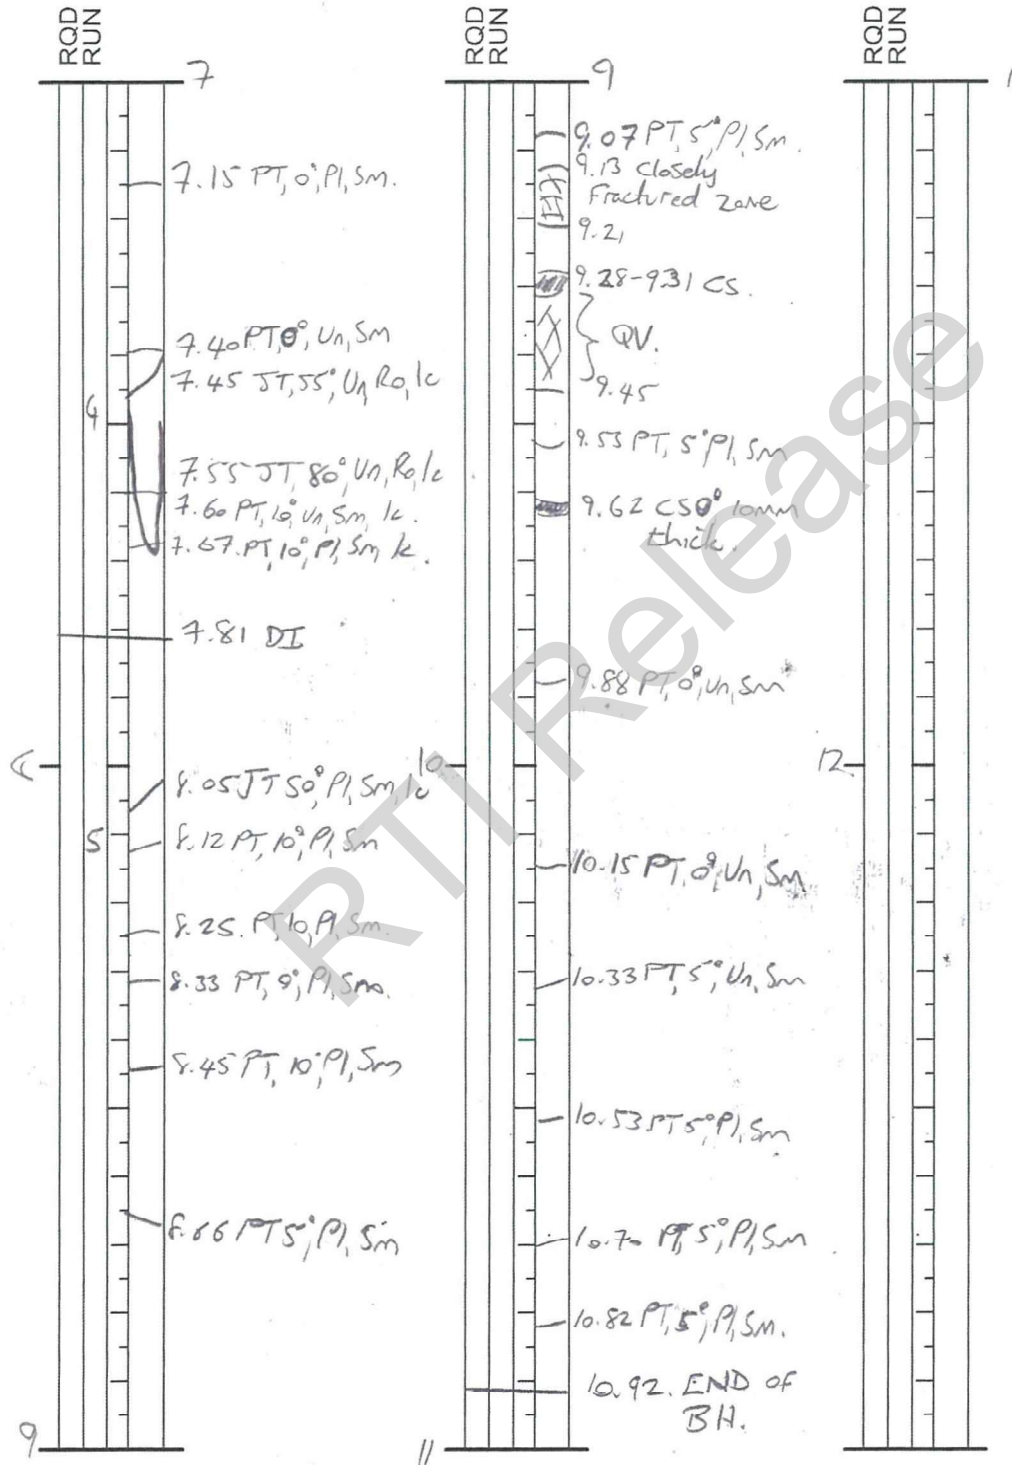 RQD
RUN
7
7.15 PT, 0°, Pl, Sm.
7.40 PT, 0°, Un, Sm
7.45 JT, 55°, Un, Ro, lc
4
7.55 JT, 80°, Un, Ro, lc
7.60 PT, 10°, Un, Sm, lc.
7.67. PT, 10°, Pl, Sm lc.
7.81 DI
8.05 JT 50°, Pl, Sm, lc
5
8.12 PT, 10°, Pl, Sm
8.25. PT, 10, Pl, Sm.
8.33 PT, 0°, Pl, Sm.
8.45 PT, 10°, Pl, Sm
8.66 PT 5°, Pl, Sm
9
RQD
RUN
9
9.07 PT, 5°, Pl, Sm.
9.13 Closely
Fractured zone
9.21
9.28-9.31 CS.
QV.
9.45
9.53 PT, 5° Pl, Sm
9.62 CS 0° 10mm
thick.
9.88 PT, 0°, Un, Sm
10
10.15 PT, 0°, Un, Sm
10.33 PT, 5°, Un, Sm
10.53 PT 5°, Pl, Sm
10.70 PT, 5°, Pl, Sm
10.82 PT, 5°, Pl, Sm.
10.92. END OF
BH.
11
RQD
RUN
12
RTI Release